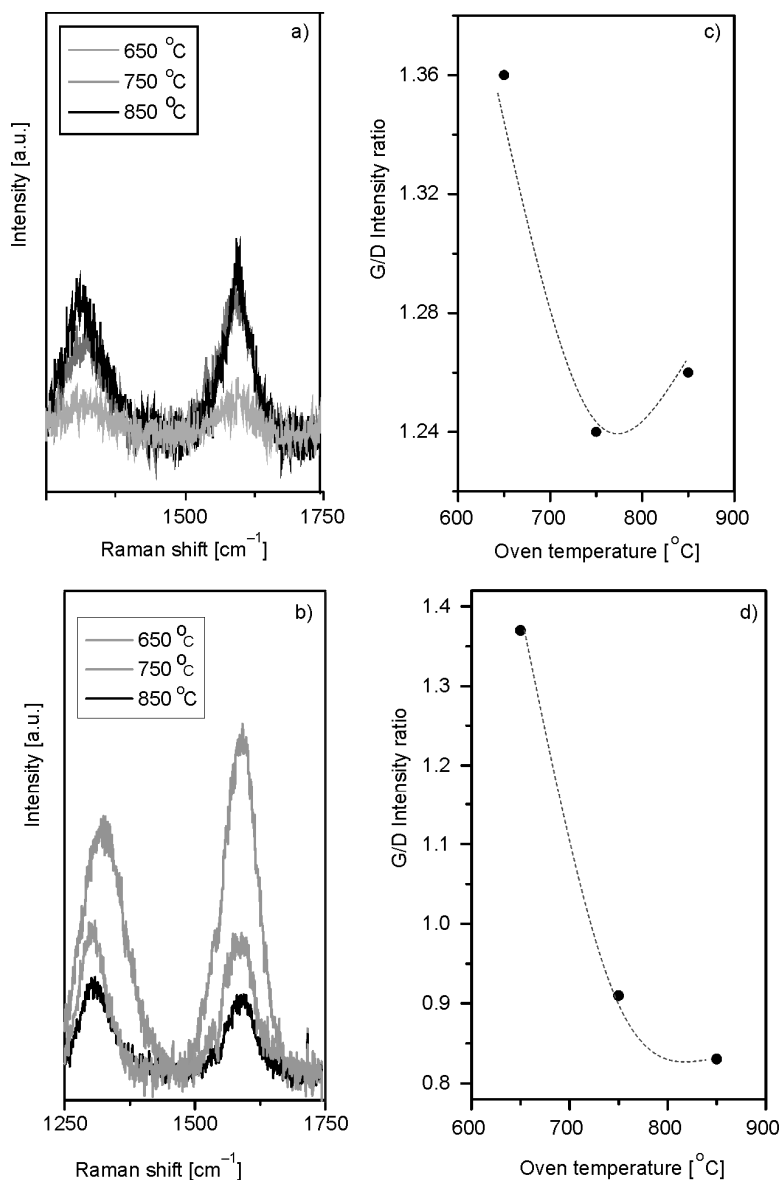 a)
650 °C
750 °C
850 °C
Intensity [a.u.]
1500 1750
Raman shift [cm⁻¹]
c)
1.36
1.32
1.28
1.24
G/D Intensity ratio
600 700 800 900
Oven temperature [°C]
b)
650 °C
750 °C
850 °C
Intensity [a.u.]
1250 1500 1750
Raman shift [cm⁻¹]
d)
1.4
1.3
1.2
1.1
1.0
0.9
0.8
G/D Intensity ratio
600 700 800 900
Oven temperature [°C]